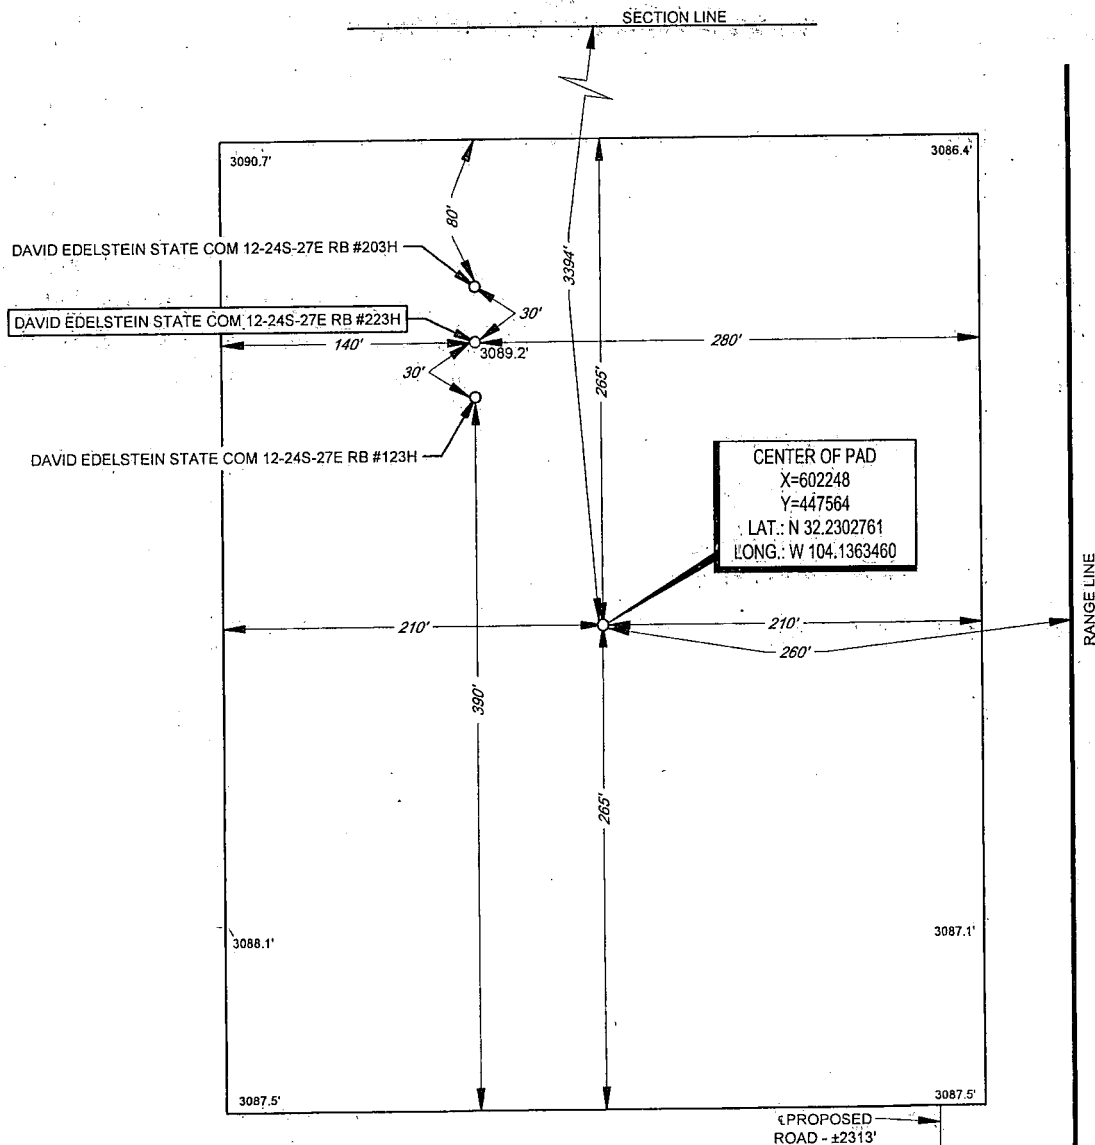 SECTION LINE
3090.7'
3086.4'
80'
DAVID EDELSTEIN STATE COM 12-24S-27E RB #203H
3394'
30'
DAVID EDELSTEIN STATE COM 12-24S-27E RB #223H
140'
3089.2'
280'
30'
265'
DAVID EDELSTEIN STATE COM 12-24S-27E RB #123H
CENTER OF PAD
X=602248
Y=447564
LAT.: N 32.2302761
LONG.: W 104.1363460
RANGE LINE
210'
210'
260'
390'
265'
3088.1'
3087.1'
3087.5'
3087.5'
℄PROPOSED
ROAD - ±2313'